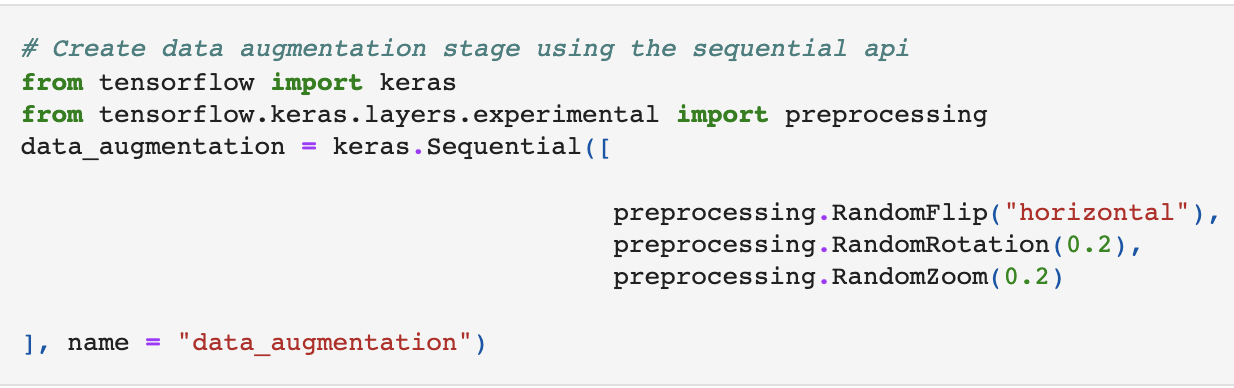 # Create data augmentation stage using the sequential api
from tensorflow import keras
from tensorflow.keras.layers.experimental import preprocessing
data_augmentation = keras.Sequential([
preprocessing.RandomFlip("horizontal"),
preprocessing.RandomRotation(0.2),
preprocessing.RandomZoom(0.2)
], name = "data_augmentation")